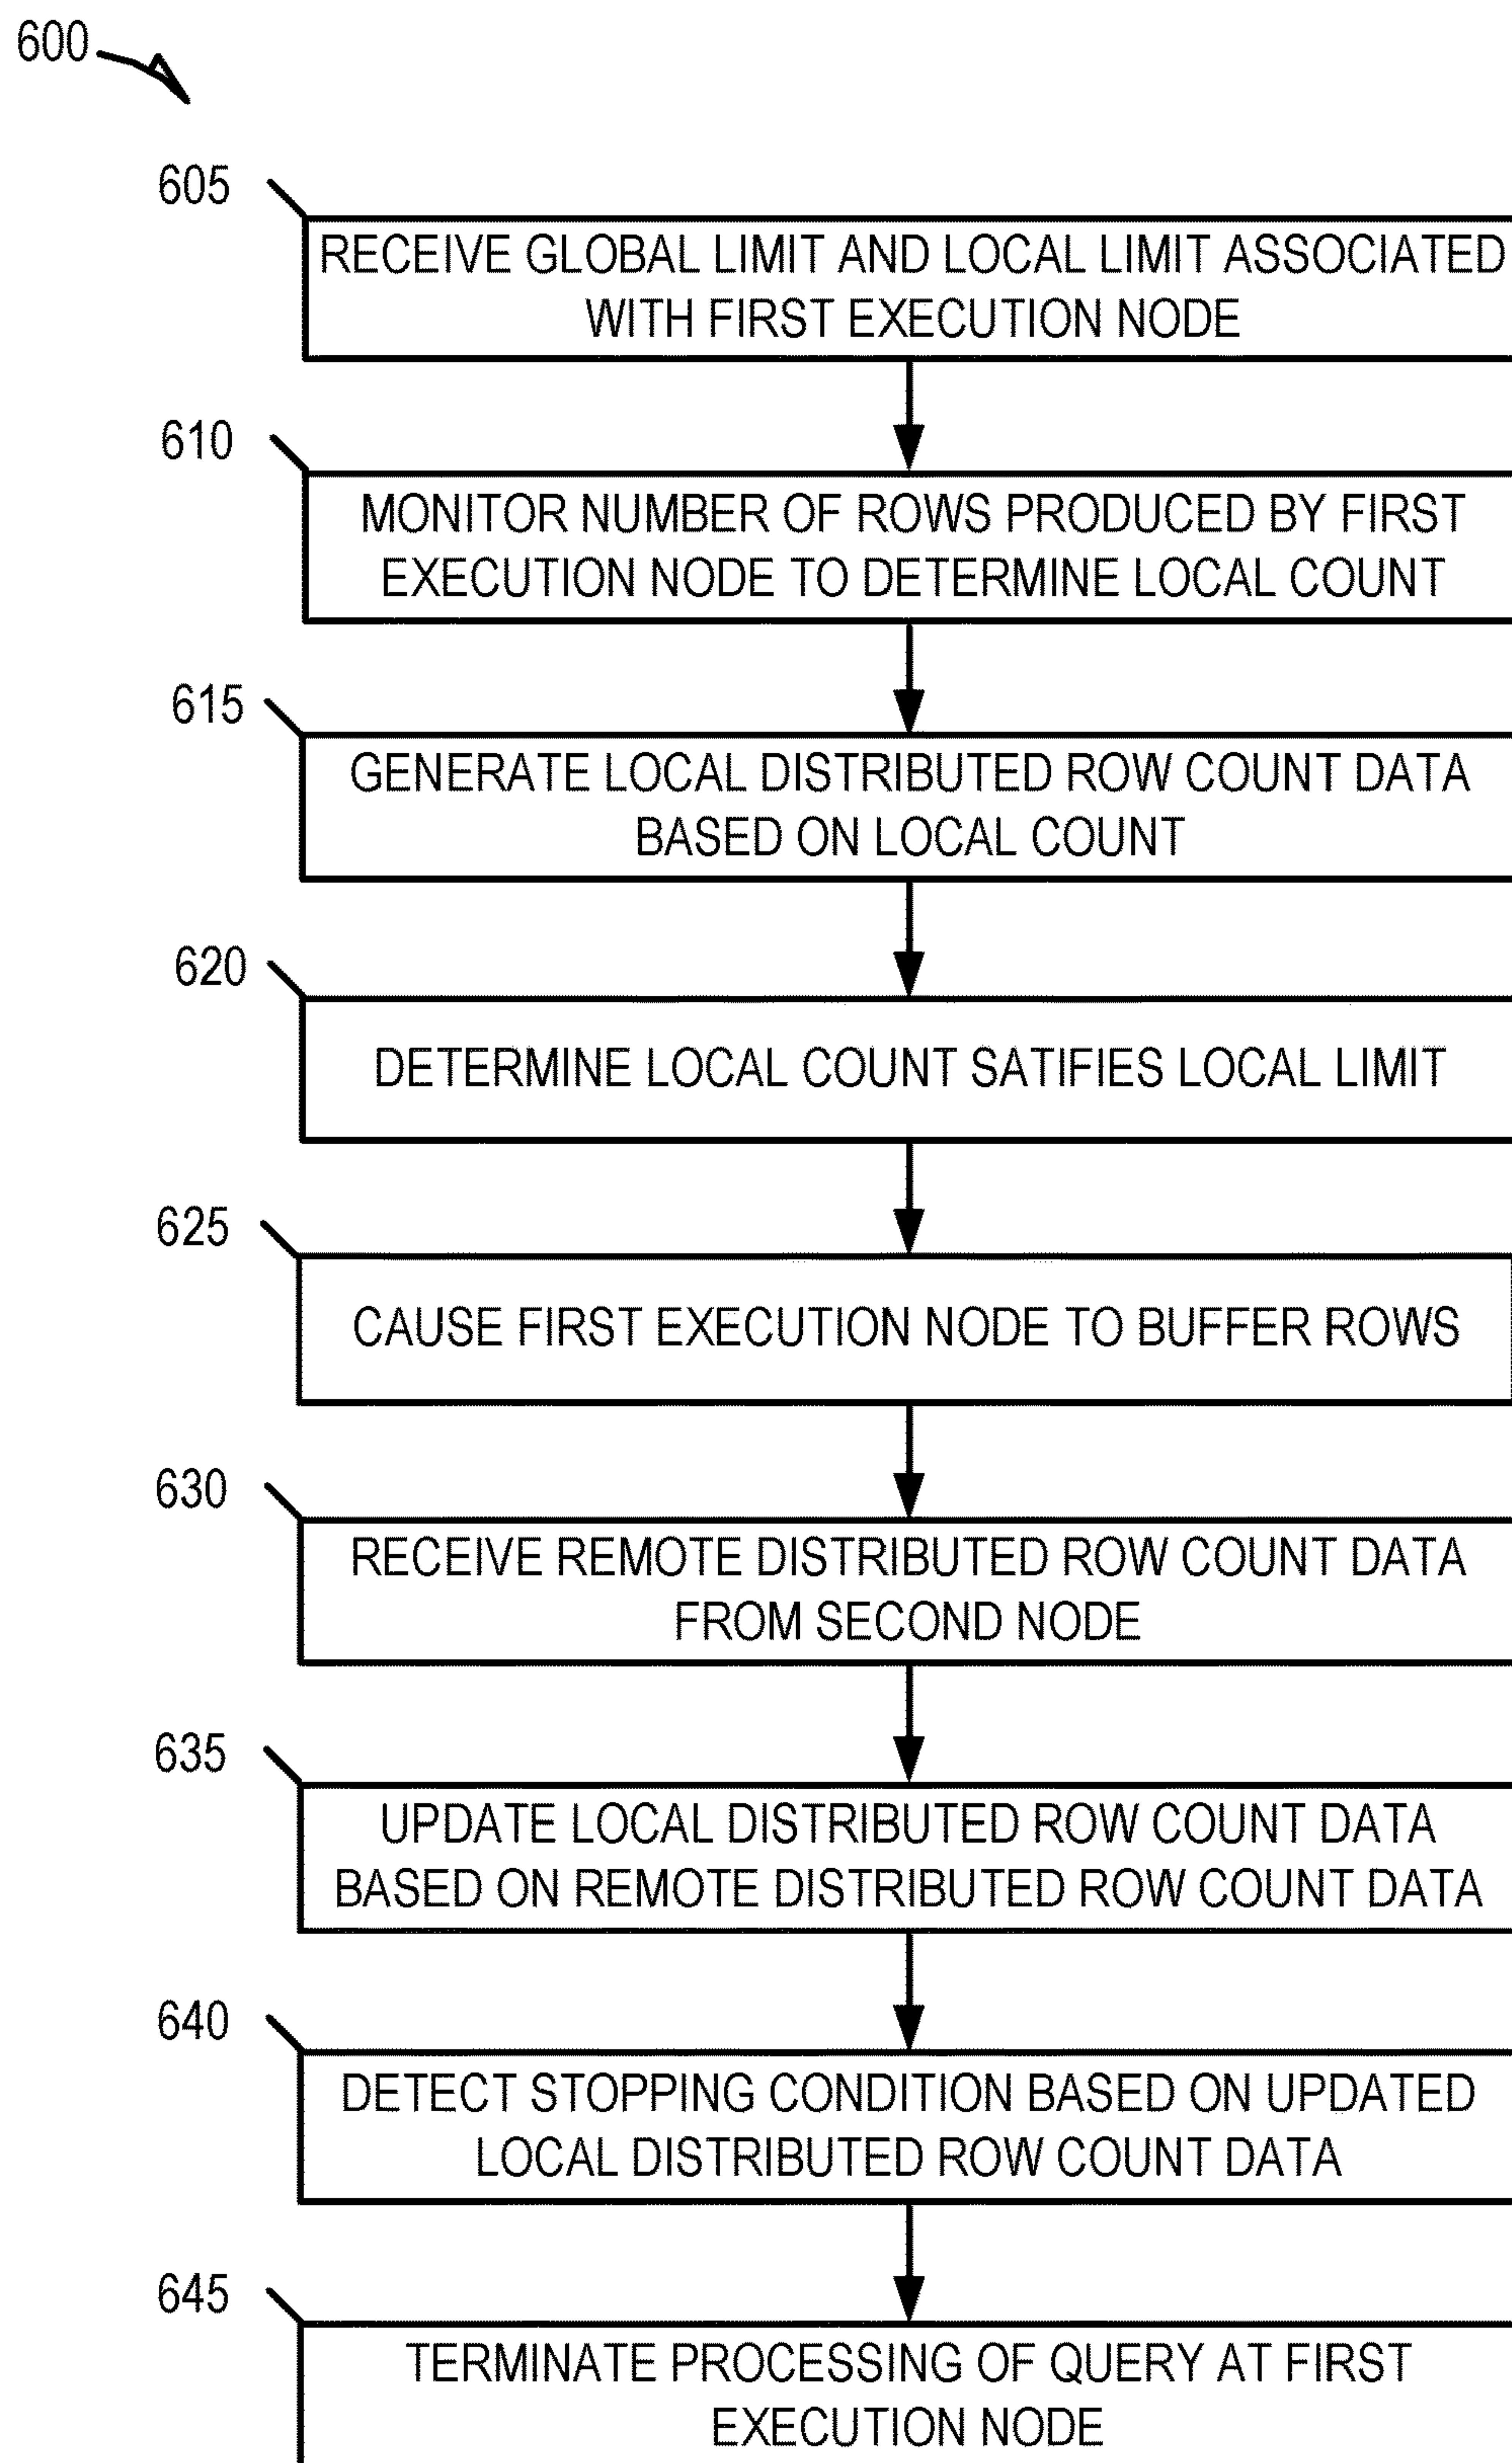 600
605
RECEIVE GLOBAL LIMIT AND LOCAL LIMIT ASSOCIATED
WITH FIRST EXECUTION NODE
610
MONITOR NUMBER OF ROWS PRODUCED BY FIRST
EXECUTION NODE TO DETERMINE LOCAL COUNT
615
GENERATE LOCAL DISTRIBUTED ROW COUNT DATA
BASED ON LOCAL COUNT
620
DETERMINE LOCAL COUNT SATIFIES LOCAL LIMIT
625
CAUSE FIRST EXECUTION NODE TO BUFFER ROWS
630
RECEIVE REMOTE DISTRIBUTED ROW COUNT DATA
FROM SECOND NODE
635
UPDATE LOCAL DISTRIBUTED ROW COUNT DATA
BASED ON REMOTE DISTRIBUTED ROW COUNT DATA
640
DETECT STOPPING CONDITION BASED ON UPDATED
LOCAL DISTRIBUTED ROW COUNT DATA
645
TERMINATE PROCESSING OF QUERY AT FIRST
EXECUTION NODE